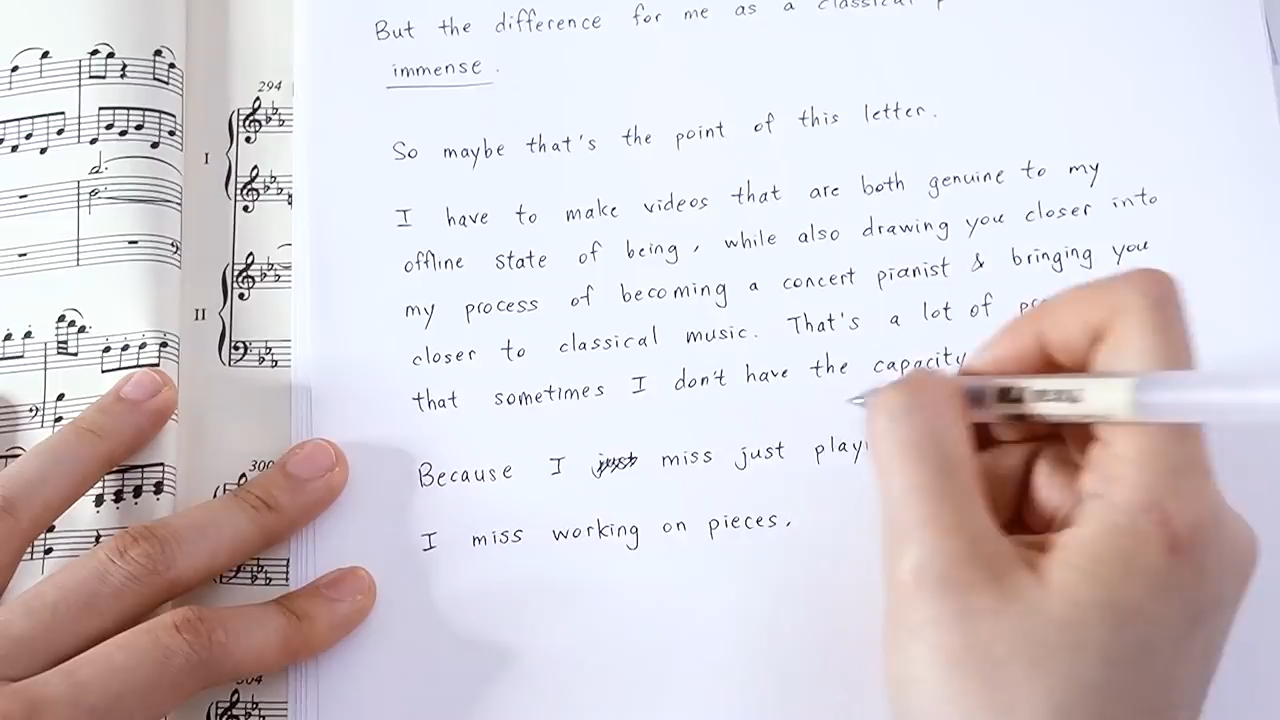 But the difference for me as a classical
immense.
So maybe that's the point of this letter.
I have to make videos that are both genuine to my
offline state of being, while also drawing you closer into
my process of becoming a concert pianist & bringing you
closer to classical music. That's a lot of
that sometimes I don't have the capacity
Because I just miss just
I miss working on pieces,
294
I
II
300
304